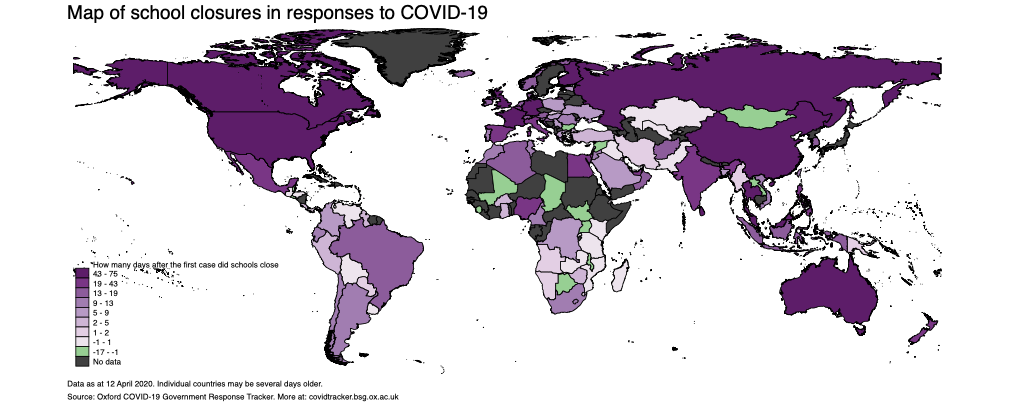 Map of school closures in responses to COVID-19
*How many days after the first case did schools close
43 - 75
19 - 43
13 - 19
9 - 13
5 - 9
2 - 5
1 - 2
-1 - 1
-17 - -1
No data
Data as at 12 April 2020. Individual countries may be several days older.
Source: Oxford COVID-19 Government Response Tracker. More at: covidtracker.bsg.ox.ac.uk